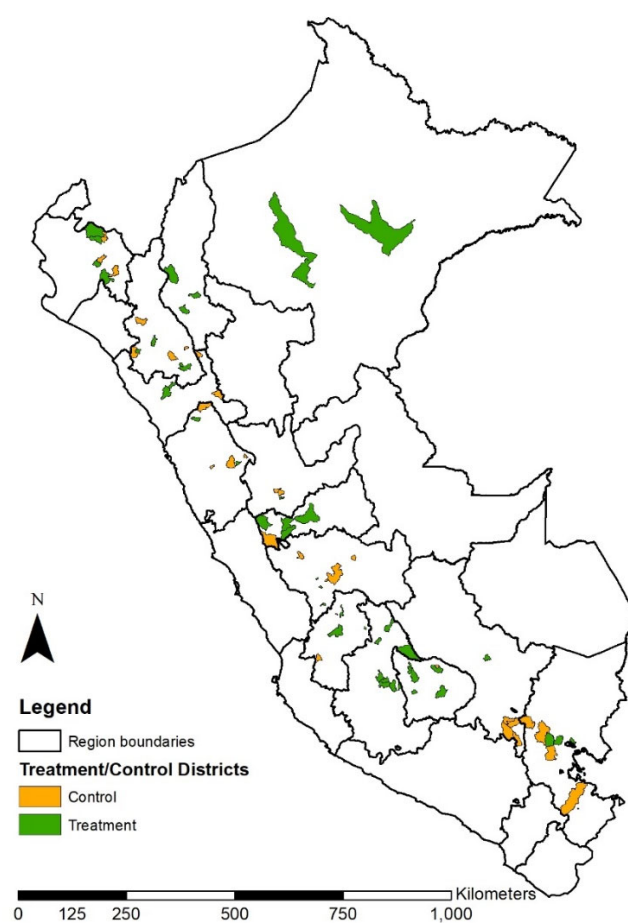 N
Legend
Region boundaries
Treatment/Control Districts
Control
Treatment
Kilometers
0 125 250 500 750 1,000